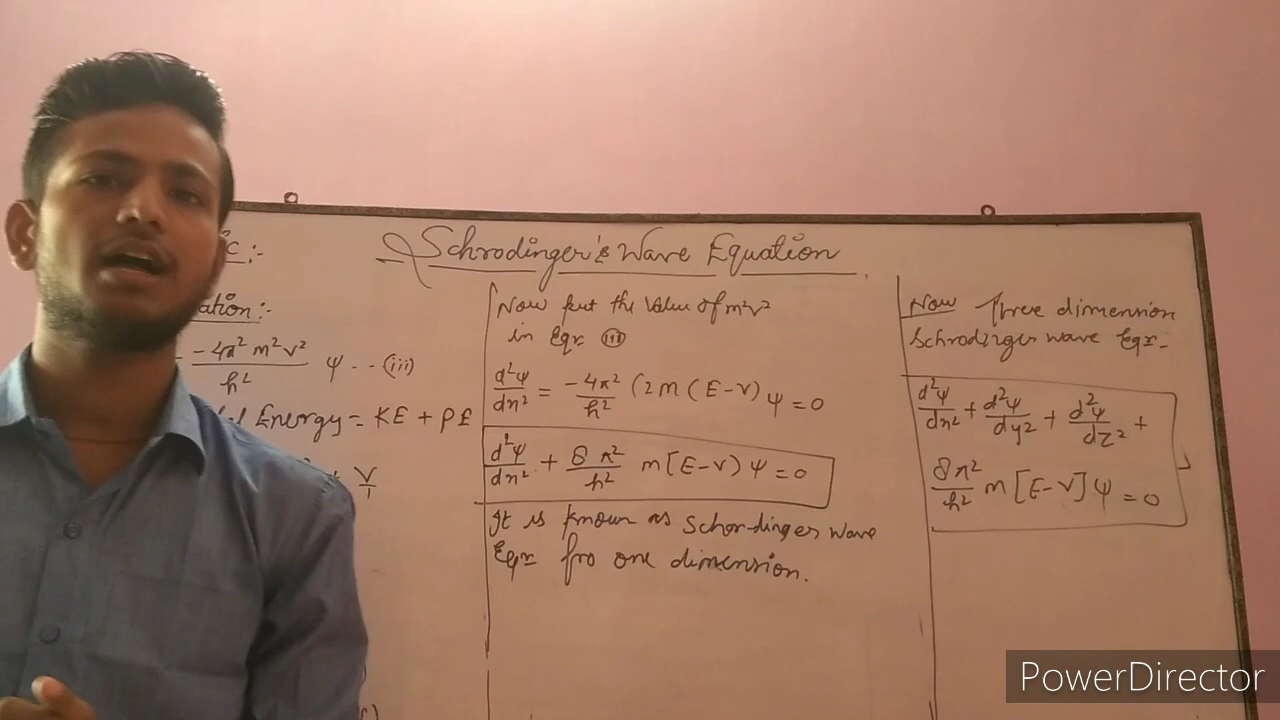 Schrodinger's Wave Equation
ation:-
-4π² m² v² / h² ψ -- (iii)
Energy = KE + PE
V
Now put the value of m²v²
in Eqn (iii)
d²ψ/dx² = -4π²/h² (2m(E-V) ψ = 0
d²ψ/dx² + 8π²/h² m[E-V) ψ = 0
It is known as Schordinger wave
Eqn fro one dimension.
Now three dimension
Schrodinger wave Eqn-
d²ψ/dx² + d²ψ/dy² + d²ψ/dz² +
8π²/h² m[E-V]ψ = 0
PowerDirector